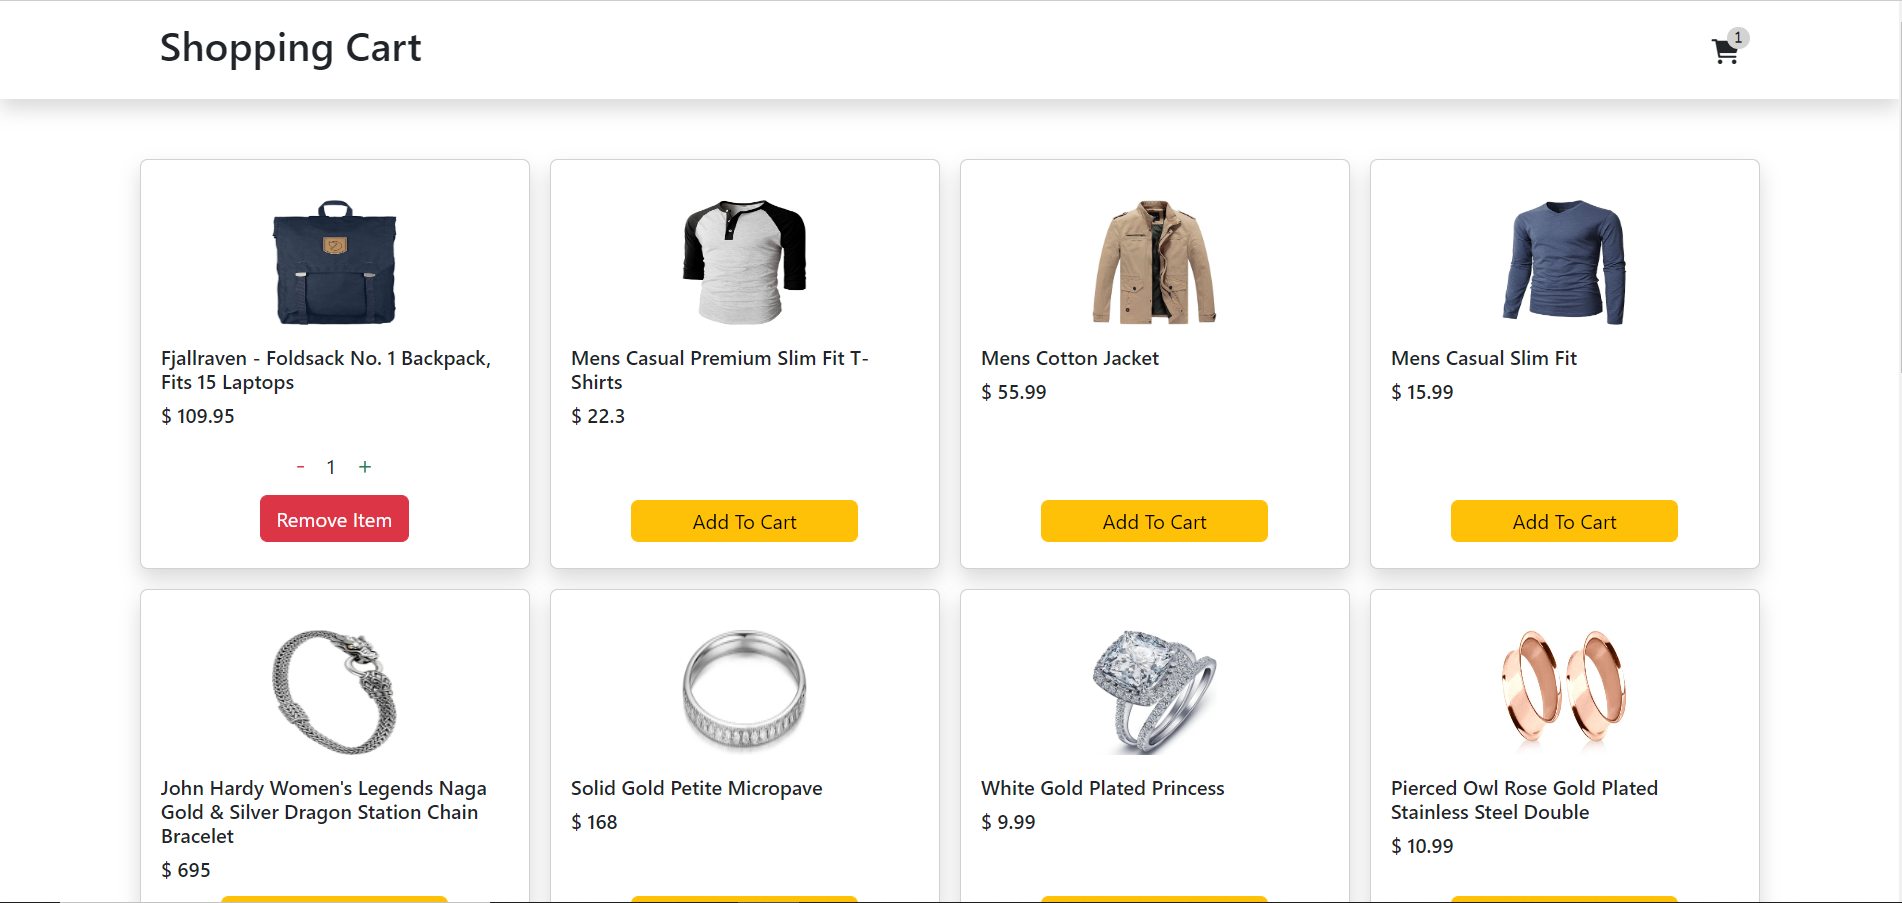 Shopping Cart
1
Fjallraven - Foldsack No. 1 Backpack,
Fits 15 Laptops
$ 109.95
- 1 +
Remove Item
Mens Casual Premium Slim Fit T-
Shirts
$ 22.3
Add To Cart
Mens Cotton Jacket
$ 55.99
Add To Cart
Mens Casual Slim Fit
$ 15.99
Add To Cart
John Hardy Women's Legends Naga
Gold & Silver Dragon Station Chain
Bracelet
$ 695
Solid Gold Petite Micropave
$ 168
White Gold Plated Princess
$ 9.99
Pierced Owl Rose Gold Plated
Stainless Steel Double
$ 10.99